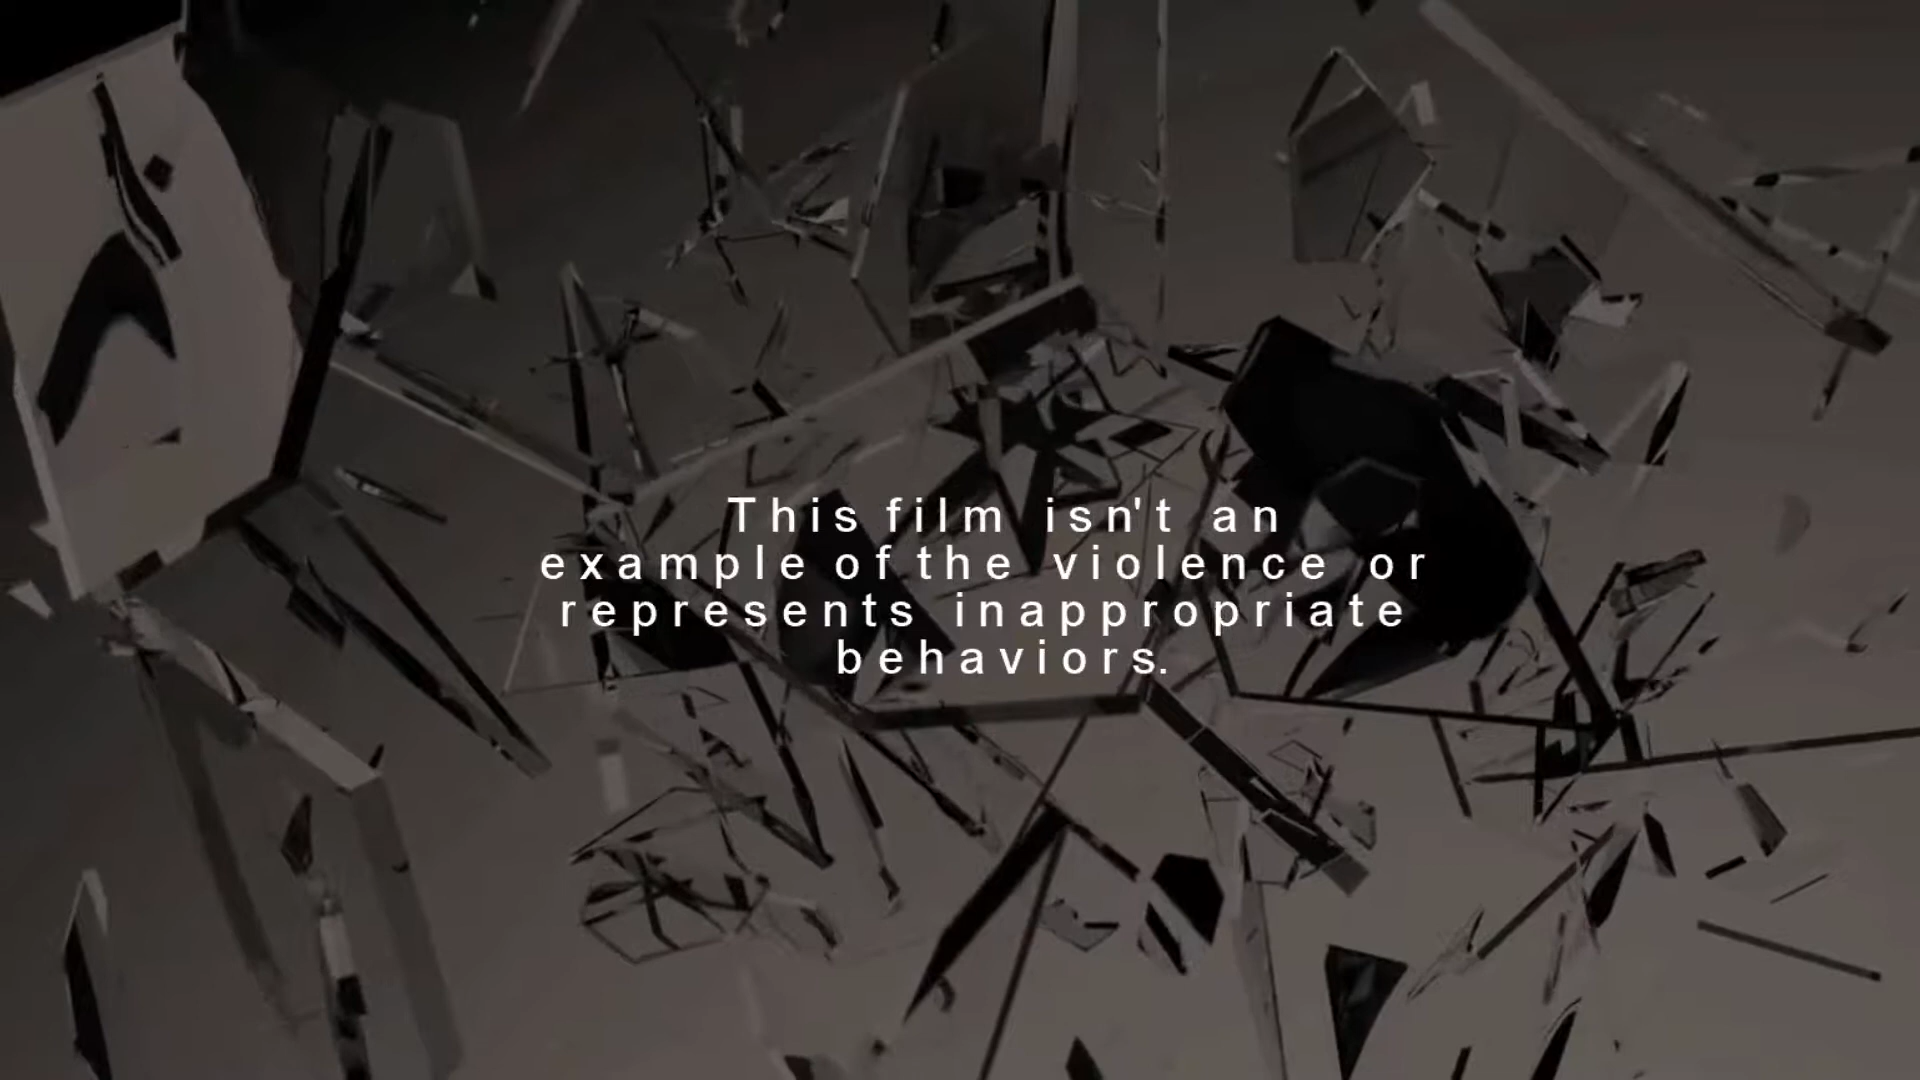 This film isn't an
example of the violence or
represents inappropriate
behaviors.